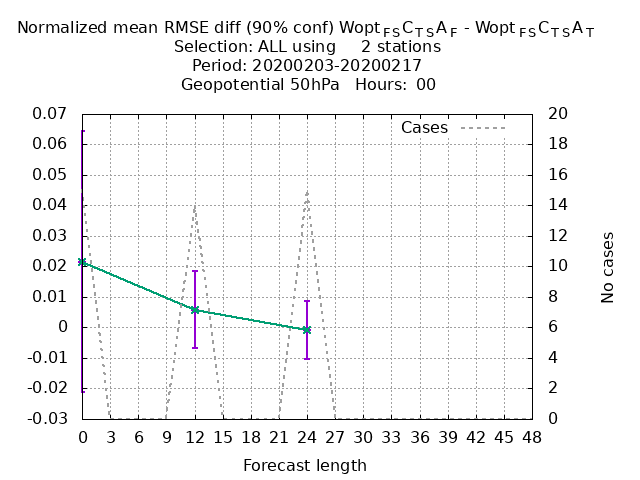 Normalized mean RMSE diff (90% conf) Wopt FS C TS A F - Wopt FS C TS A T
Selection: ALL using 2 stations
Period: 20200203-20200217
Geopotential 50hPa Hours: 00
Cases
0.07
0.06
0.05
0.04
0.03
0.02
0.01
0
-0.01
-0.02
-0.03
20
18
16
14
12
10
8
6
4
2
0
No cases
0 3 6 9 12 15 18 21 24 27 30 33 36 39 42 45 48
Forecast length